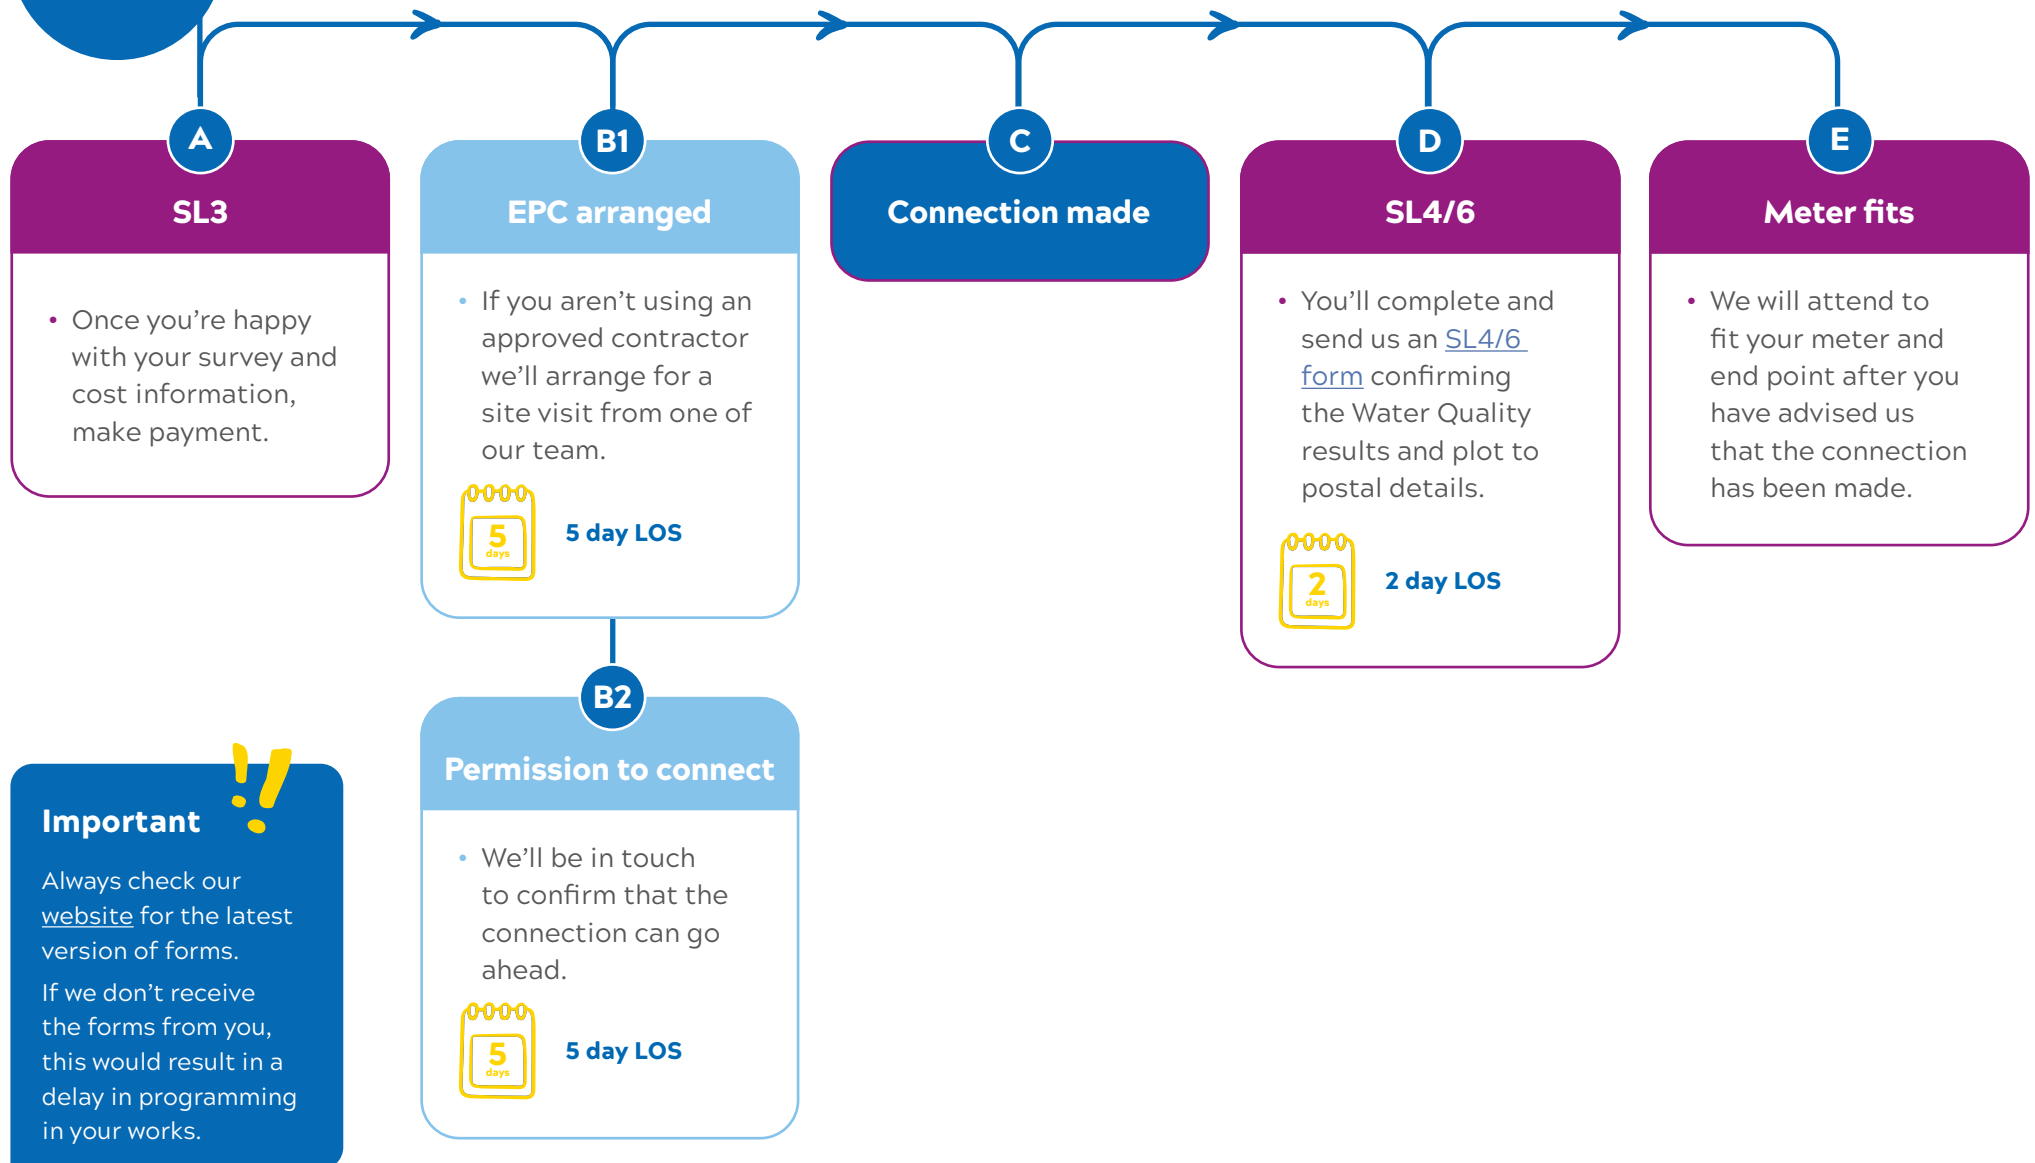 A
SL3
• Once you’re happy
with your survey and
cost information,
make payment.
B1
EPC arranged
• If you aren’t using an
approved contractor
we’ll arrange for a
site visit from one of
our team.
5
days
5 day LOS
B2
Permission to connect
• We’ll be in touch
to confirm that the
connection can go
ahead.
5
days
5 day LOS
C
Connection made
D
SL4/6
• You’ll complete and
send us an SL4/6
form confirming
the Water Quality
results and plot to
postal details.
2
days
2 day LOS
E
Meter fits
• We will attend to
fit your meter and
end point after you
have advised us
that the connection
has been made.
Important
Always check our
website for the latest
version of forms.
If we don’t receive
the forms from you,
this would result in a
delay in programming
in your works.